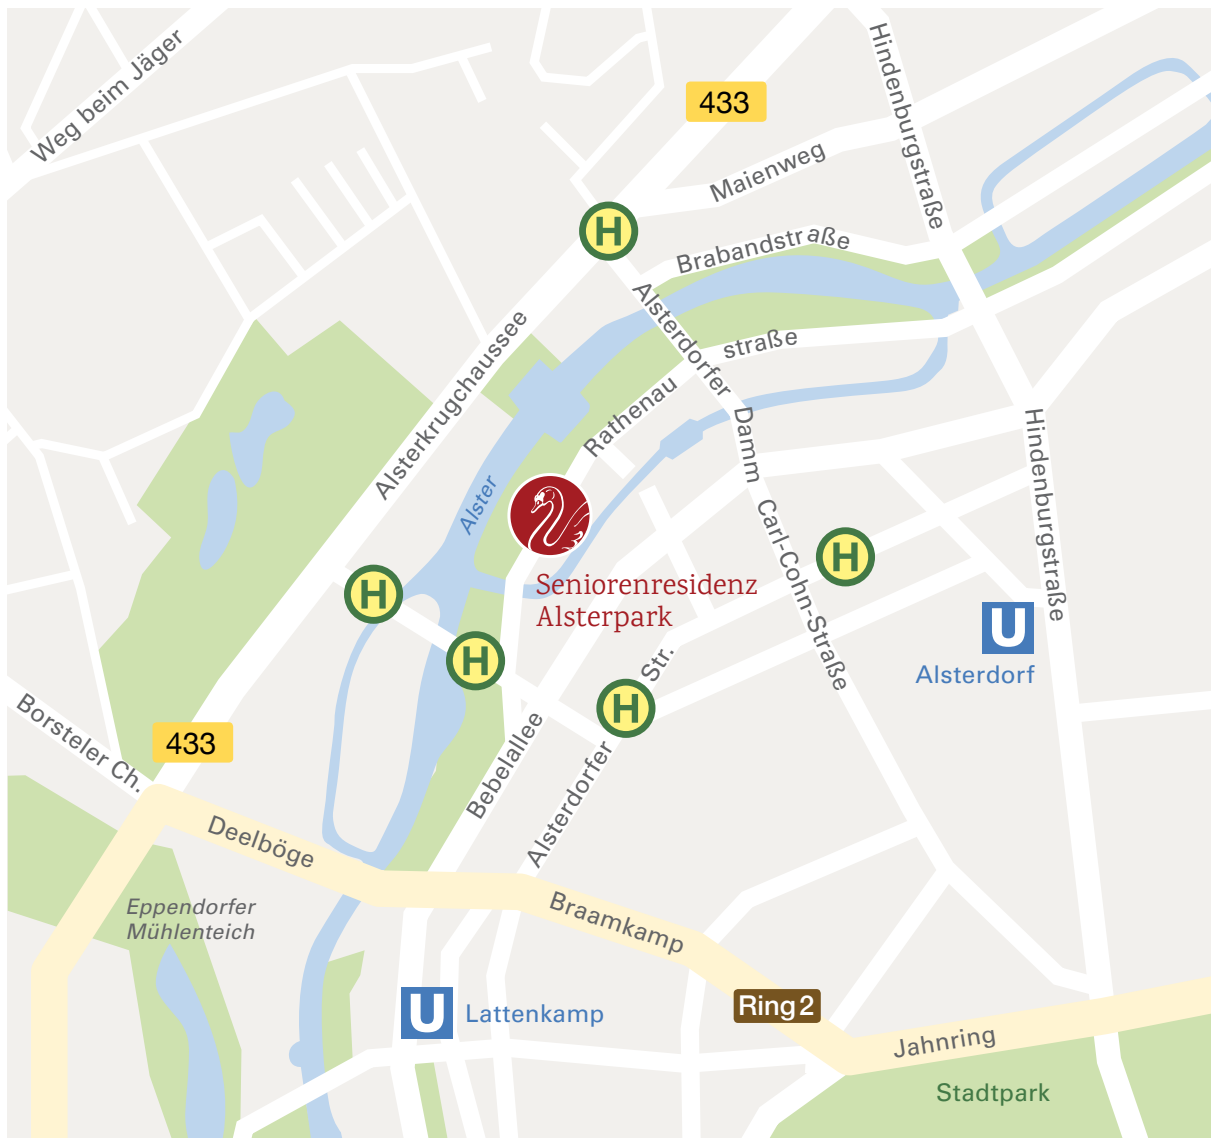 Weg beim Jäger
433
Hindenburgstraße
Maienweg
H
Brabandstraße
Alsterdorfer
Damm
straße
Rathenau
Alsterkrugchaussee
Alster
Hindenburgstraße
Carl-Cohn-Straße
H
H
Seniorenresidenz
Alsterpark
U
Alsterdorf
H
Str.
H
Alsterdorfer
Bebelallee
Borsteler Ch.
433
Deelböge
Eppendorfer
Mühlenteich
Braamkamp
Ring 2
U
Lattenkamp
Jahnring
Stadtpark